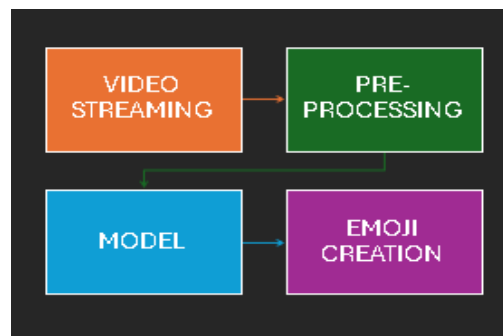 VIDEO
STREAMING
PRE-
PROCESSING
MODEL
EMOJI
CREATION